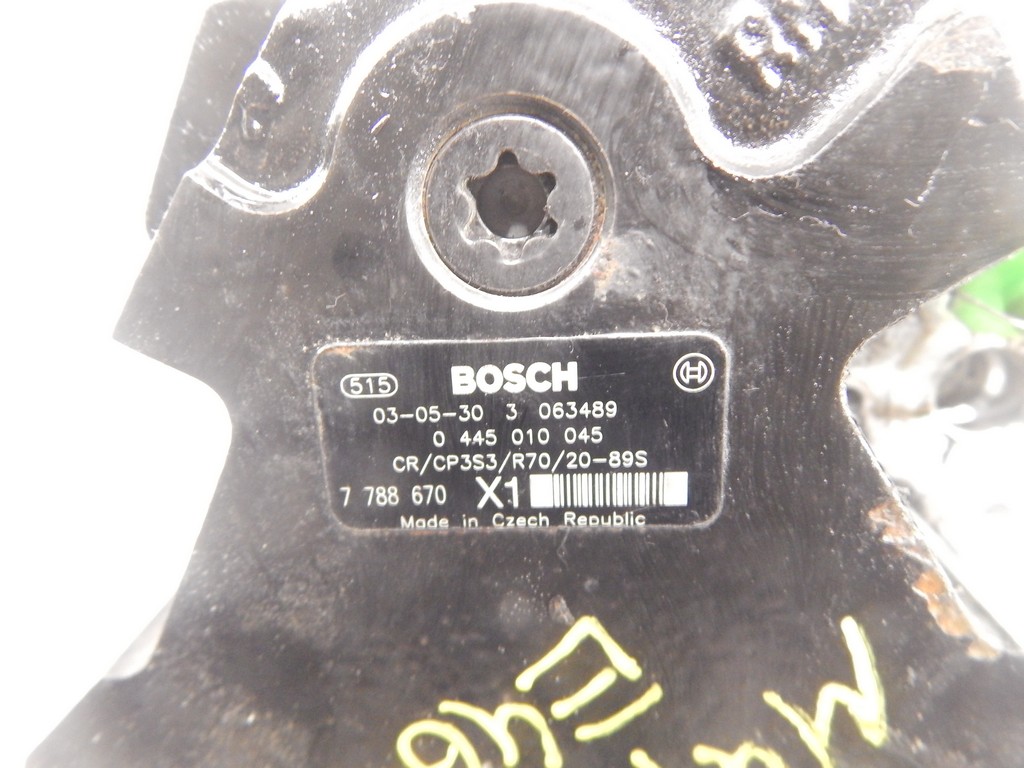 515 BOSCH
03-05-30 3 063489
0 445 010 045
CR/CP3S3/R70/20-89S
7 788 670 X1
Made in Czech Republic